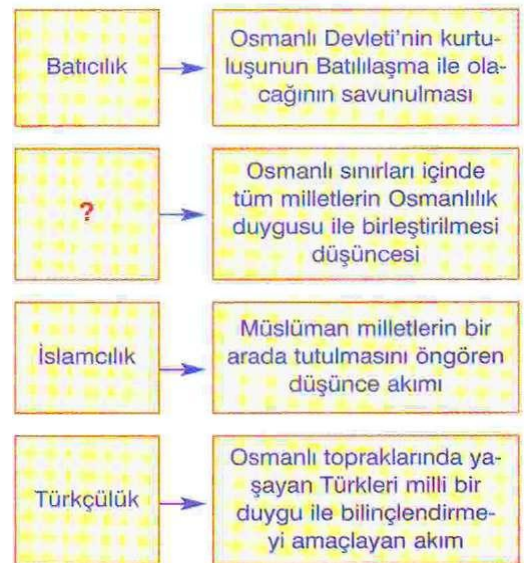 Batıcılık
Osmanlı Devleti'nin kurtu-
luşunun Batılılaşma ile ola-
cağının savunulması
?
Osmanlı sınırları içinde
tüm milletlerin Osmanlılık
duygusu ile birleştirilmesi
düşüncesi
İslamcılık
Müslüman milletlerin bir
arada tutulmasını öngören
düşünce akımı
Türkçülük
Osmanlı topraklarında ya-
şayan Türkleri milli bir
duygu ile bilinçlendirme-
yi amaçlayan akım